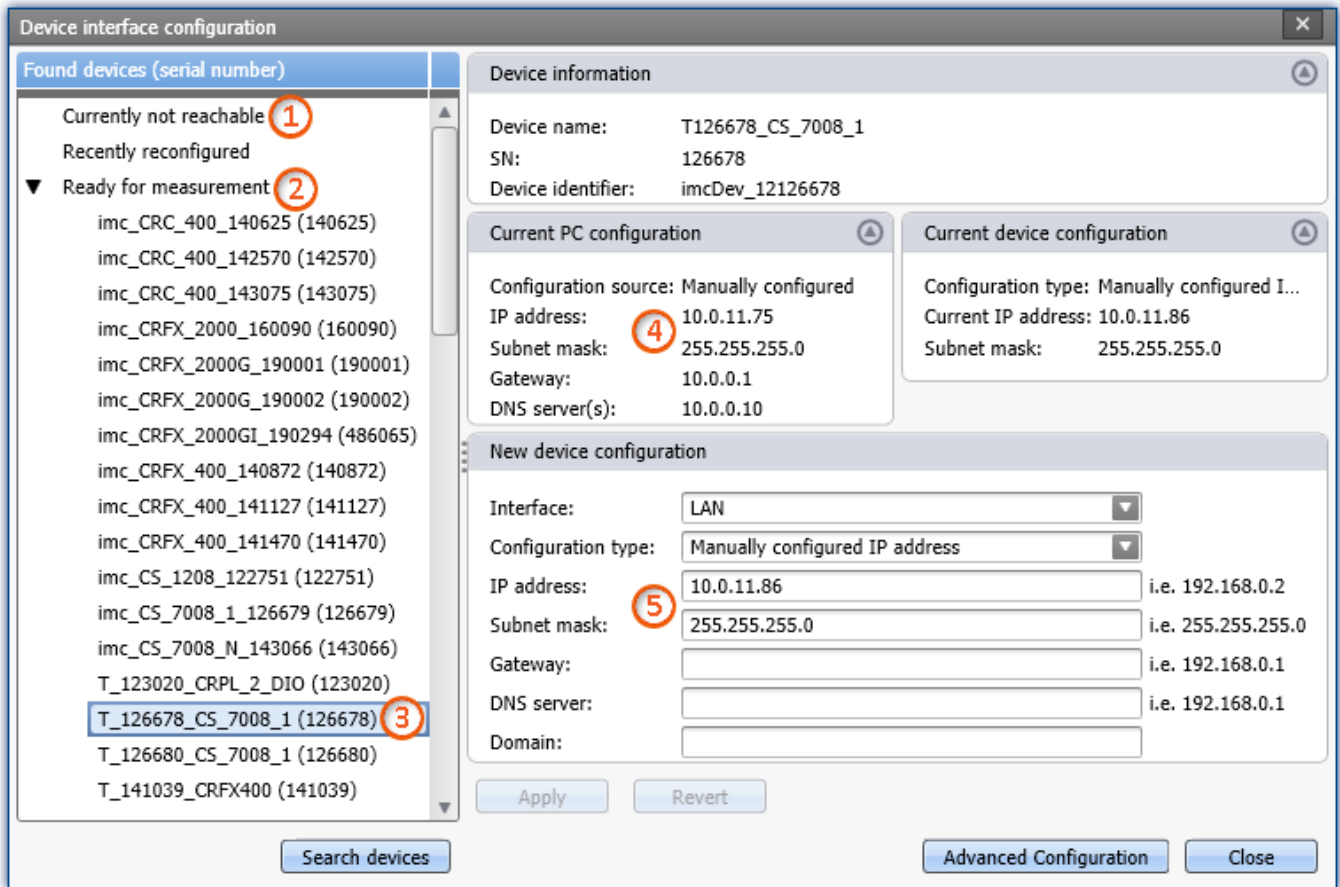 Device interface configuration
Found devices (serial number)
Currently not reachable 1
Recently reconfigured
Ready for measurement 2
imc_CRC_400_140625 (140625)
imc_CRC_400_142570 (142570)
imc_CRC_400_143075 (143075)
imc_CRFX_2000_160090 (160090)
imc_CRFX_2000G_190001 (190001)
imc_CRFX_2000G_190002 (190002)
imc_CRFX_2000GI_190294 (486065)
imc_CRFX_400_140872 (140872)
imc_CRFX_400_141127 (141127)
imc_CRFX_400_141470 (141470)
imc_CS_1208_122751 (122751)
imc_CS_7008_1_126679 (126679)
imc_CS_7008_N_143066 (143066)
T_123020_CRPL_2_DIO (123020)
T_126678_CS_7008_1 (126678) 3
T_126680_CS_7008_1 (126680)
T_141039_CRFX400 (141039)
Search devices
Device information
Device name: T126678_CS_7008_1
SN: 126678
Device identifier: imcDev_12126678
Current PC configuration
Configuration source: Manually configured
IP address: 10.0.11.75
4
Subnet mask: 255.255.255.0
Gateway: 10.0.0.1
DNS server(s): 10.0.0.10
Current device configuration
Configuration type: Manually configured I...
Current IP address: 10.0.11.86
Subnet mask: 255.255.255.0
New device configuration
Interface: LAN
Configuration type: Manually configured IP address
IP address: 10.0.11.86 i.e. 192.168.0.2
5
Subnet mask: 255.255.255.0 i.e. 255.255.255.0
Gateway: i.e. 192.168.0.1
DNS server: i.e. 192.168.0.1
Domain:
Apply Revert
Advanced Configuration Close